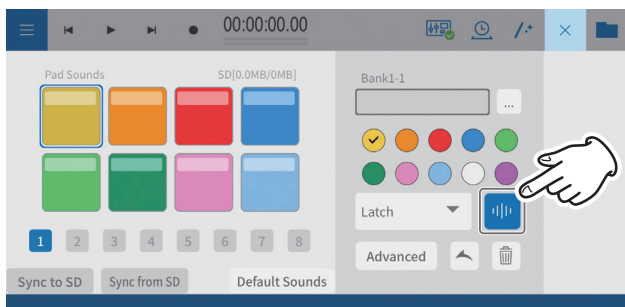 00:00:00.00
Pad Sounds SD[0.0MB/0MB]
Bank1-1
...
Latch
1 2 3 4 5 6 7 8
Advanced
Sync to SD Sync from SD Default Sounds